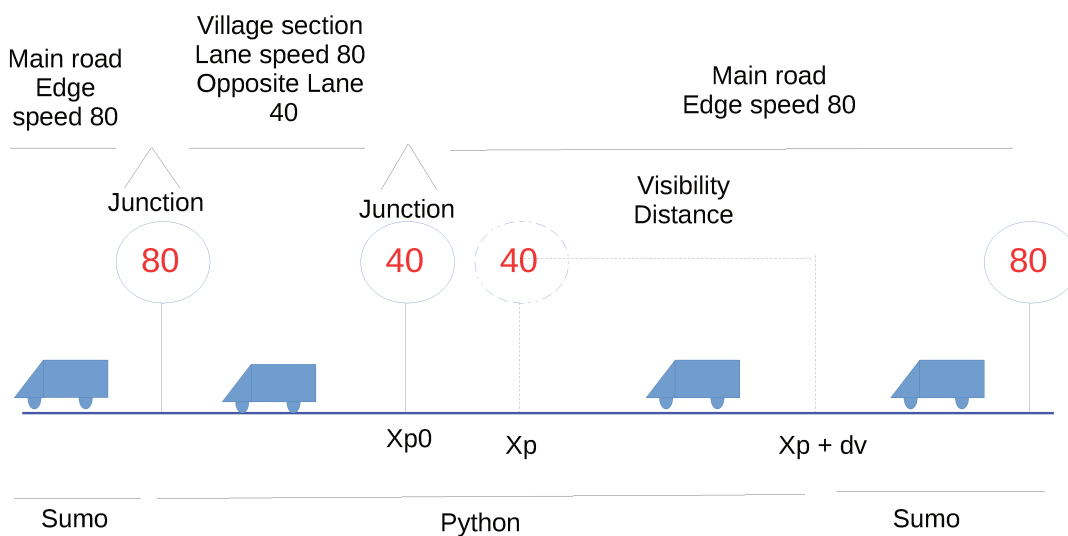 Main road
Edge
speed 80
Village section
Lane speed 80
Opposite Lane
40
Main road
Edge speed 80
Junction
Junction
Visibility
Distance
80
40
40
80
Xp0
Xp
Xp + dv
Sumo
Python
Sumo